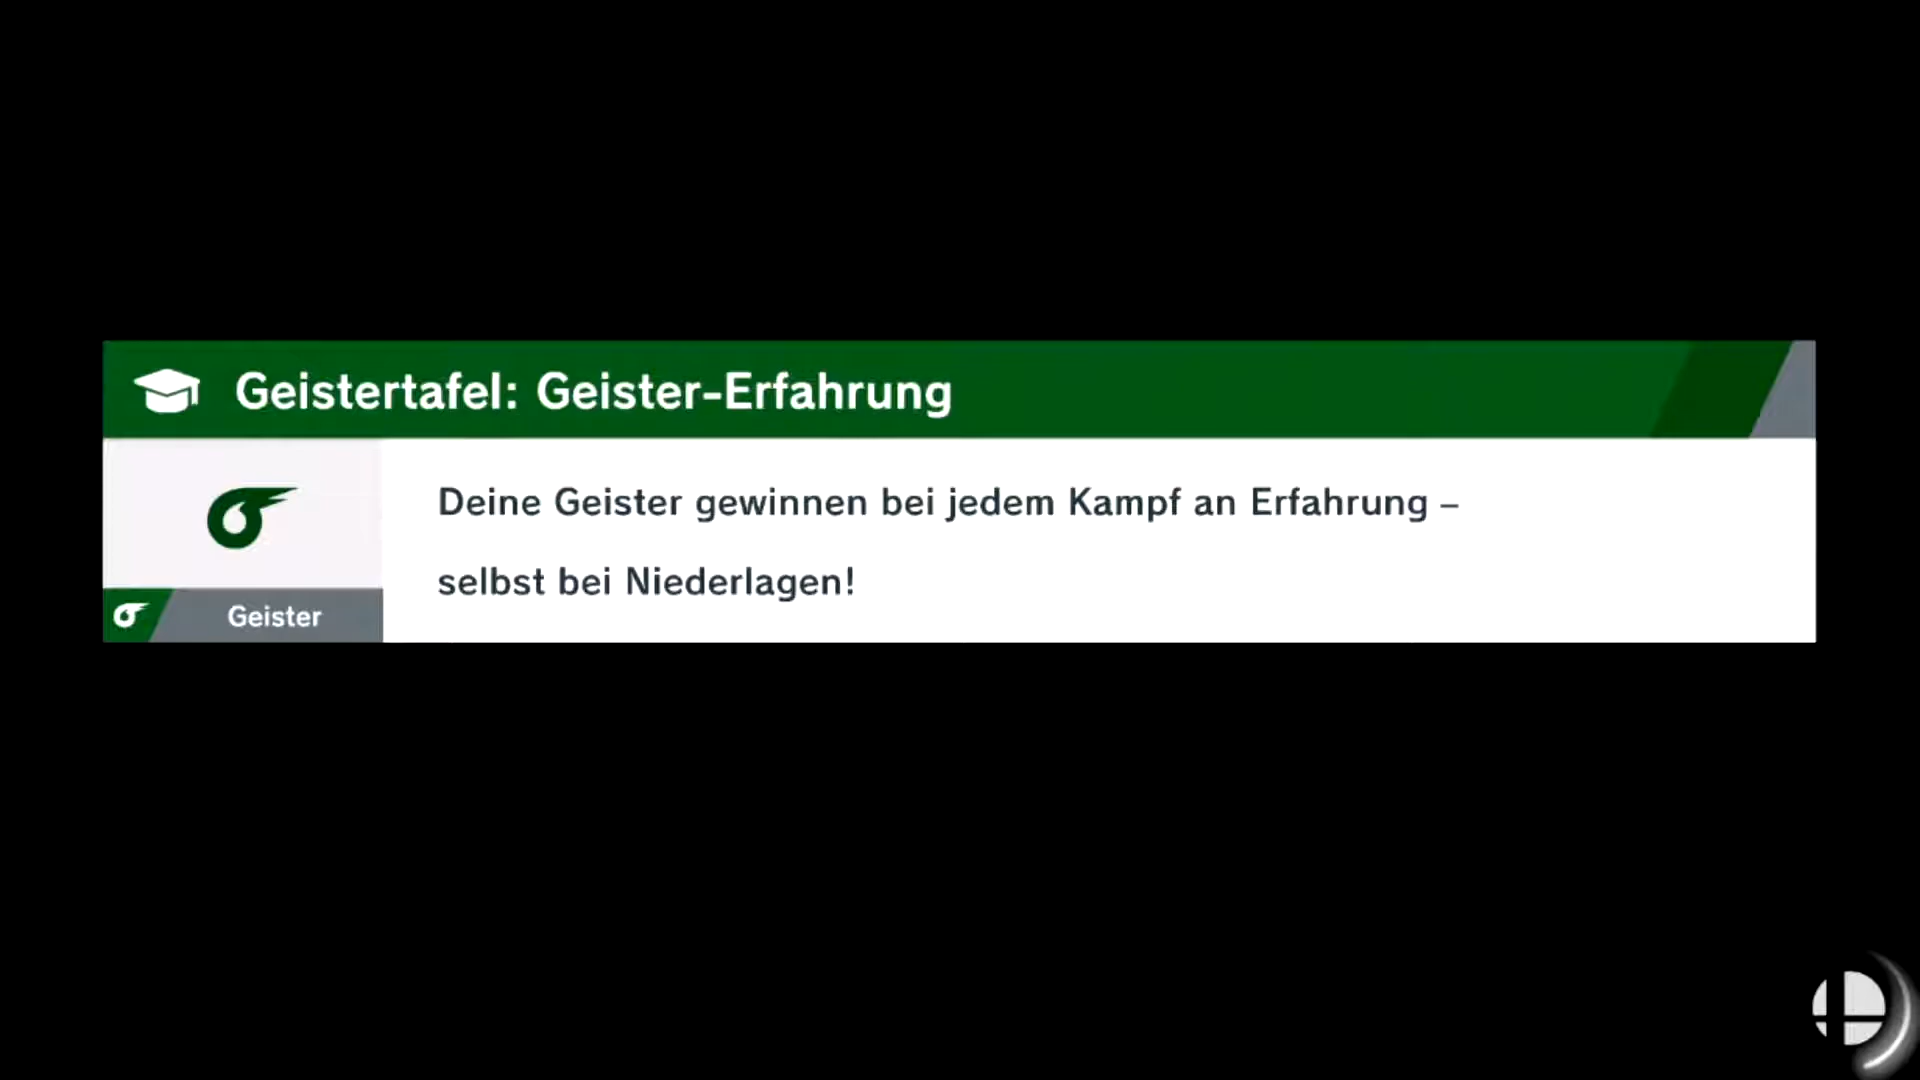 Geistertafel: Geister-Erfahrung
Deine Geister gewinnen bei jedem Kampf an Erfahrung –
selbst bei Niederlagen!
Geister